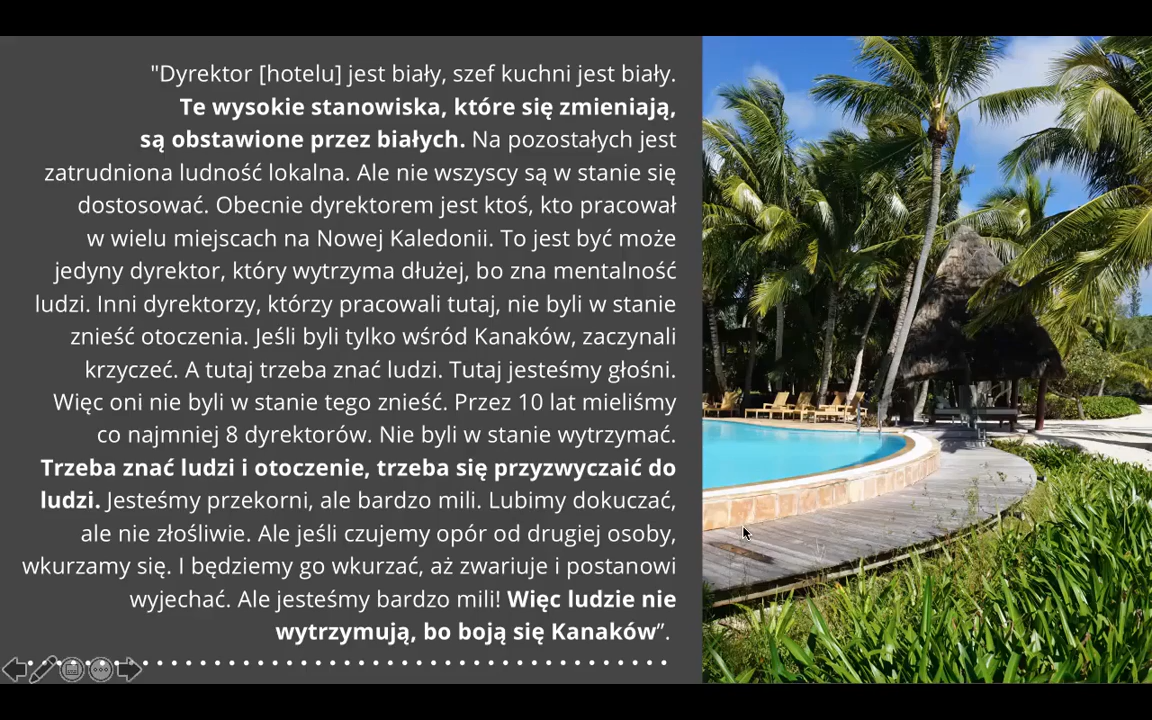 "Dyrektor [hotelu] jest biały, szef kuchni jest biały.
Te wysokie stanowiska, które się zmieniają,
są obstawione przez białych. Na pozostałych jest
zatrudniona ludność lokalna. Ale nie wszyscy są w stanie się
dostosować. Obecnie dyrektorem jest ktoś, kto pracował
w wielu miejscach na Nowej Kaledonii. To jest być może
jedyny dyrektor, który wytrzyma dłużej, bo zna mentalność
ludzi. Inni dyrektorzy, którzy pracowali tutaj, nie byli w stanie
znieść otoczenia. Jeśli byli tylko wśród Kanaków, zaczynali
krzyczeć. A tutaj trzeba znać ludzi. Tutaj jesteśmy głośni.
Więc oni nie byli w stanie tego znieść. Przez 10 lat mieliśmy
co najmniej 8 dyrektorów. Nie byli w stanie wytrzymać.
Trzeba znać ludzi i otoczenie, trzeba się przyzwyczaić do
ludzi. Jesteśmy przekorni, ale bardzo mili. Lubimy dokuczać,
ale nie złośliwie. Ale jeśli czujemy opór od drugiej osoby,
wkurzamy się. I będziemy go wkurzać, aż zwariuje i postanowi
wyjechać. Ale jesteśmy bardzo mili! Więc ludzie nie
wytrzymują, bo boją się Kanaków”.